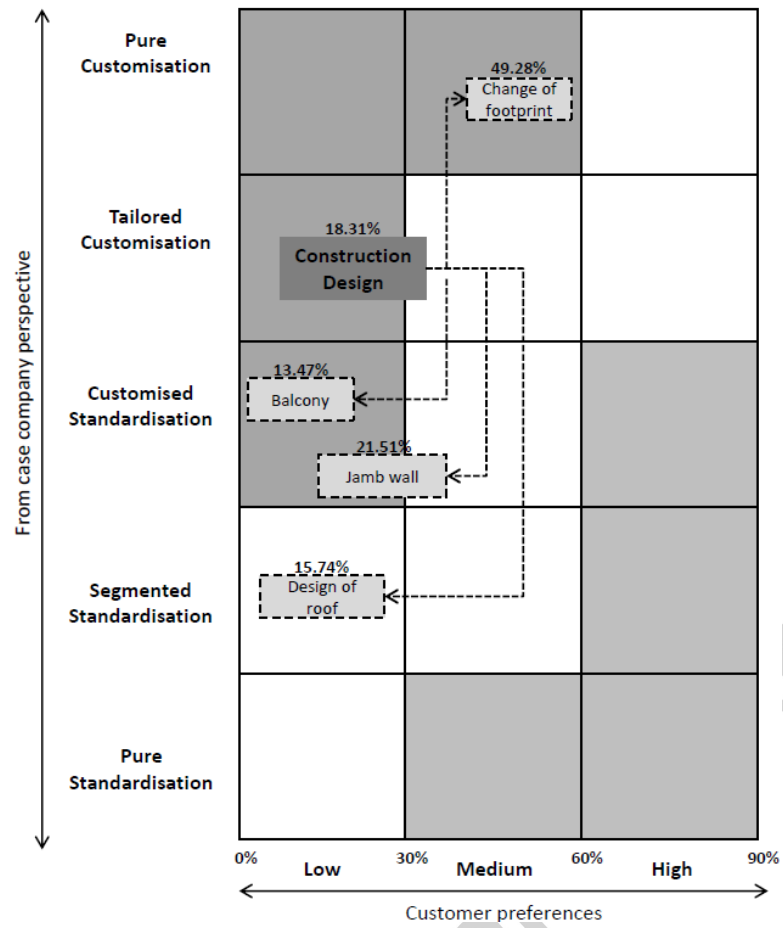 Pure
Customisation
49.28%
Change of
footprint
Tailored
Customisation
18.31%
Construction
Design
Customised
Standardisation
13.47%
Balcony
21.51%
Jamb wall
Segmented
Standardisation
15.74%
Design of
roof
Pure
Standardisation
From case company perspective
0%
30%
60%
90%
Low
Medium
High
Customer preferences